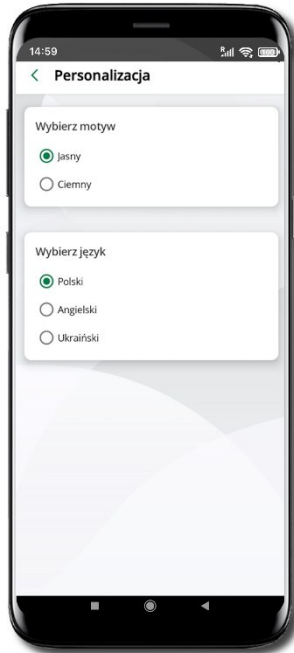 14:59
Personalizacja
Wybierz motyw
Jasny
Ciemny
Wybierz język
Polski
Angielski
Ukraiński